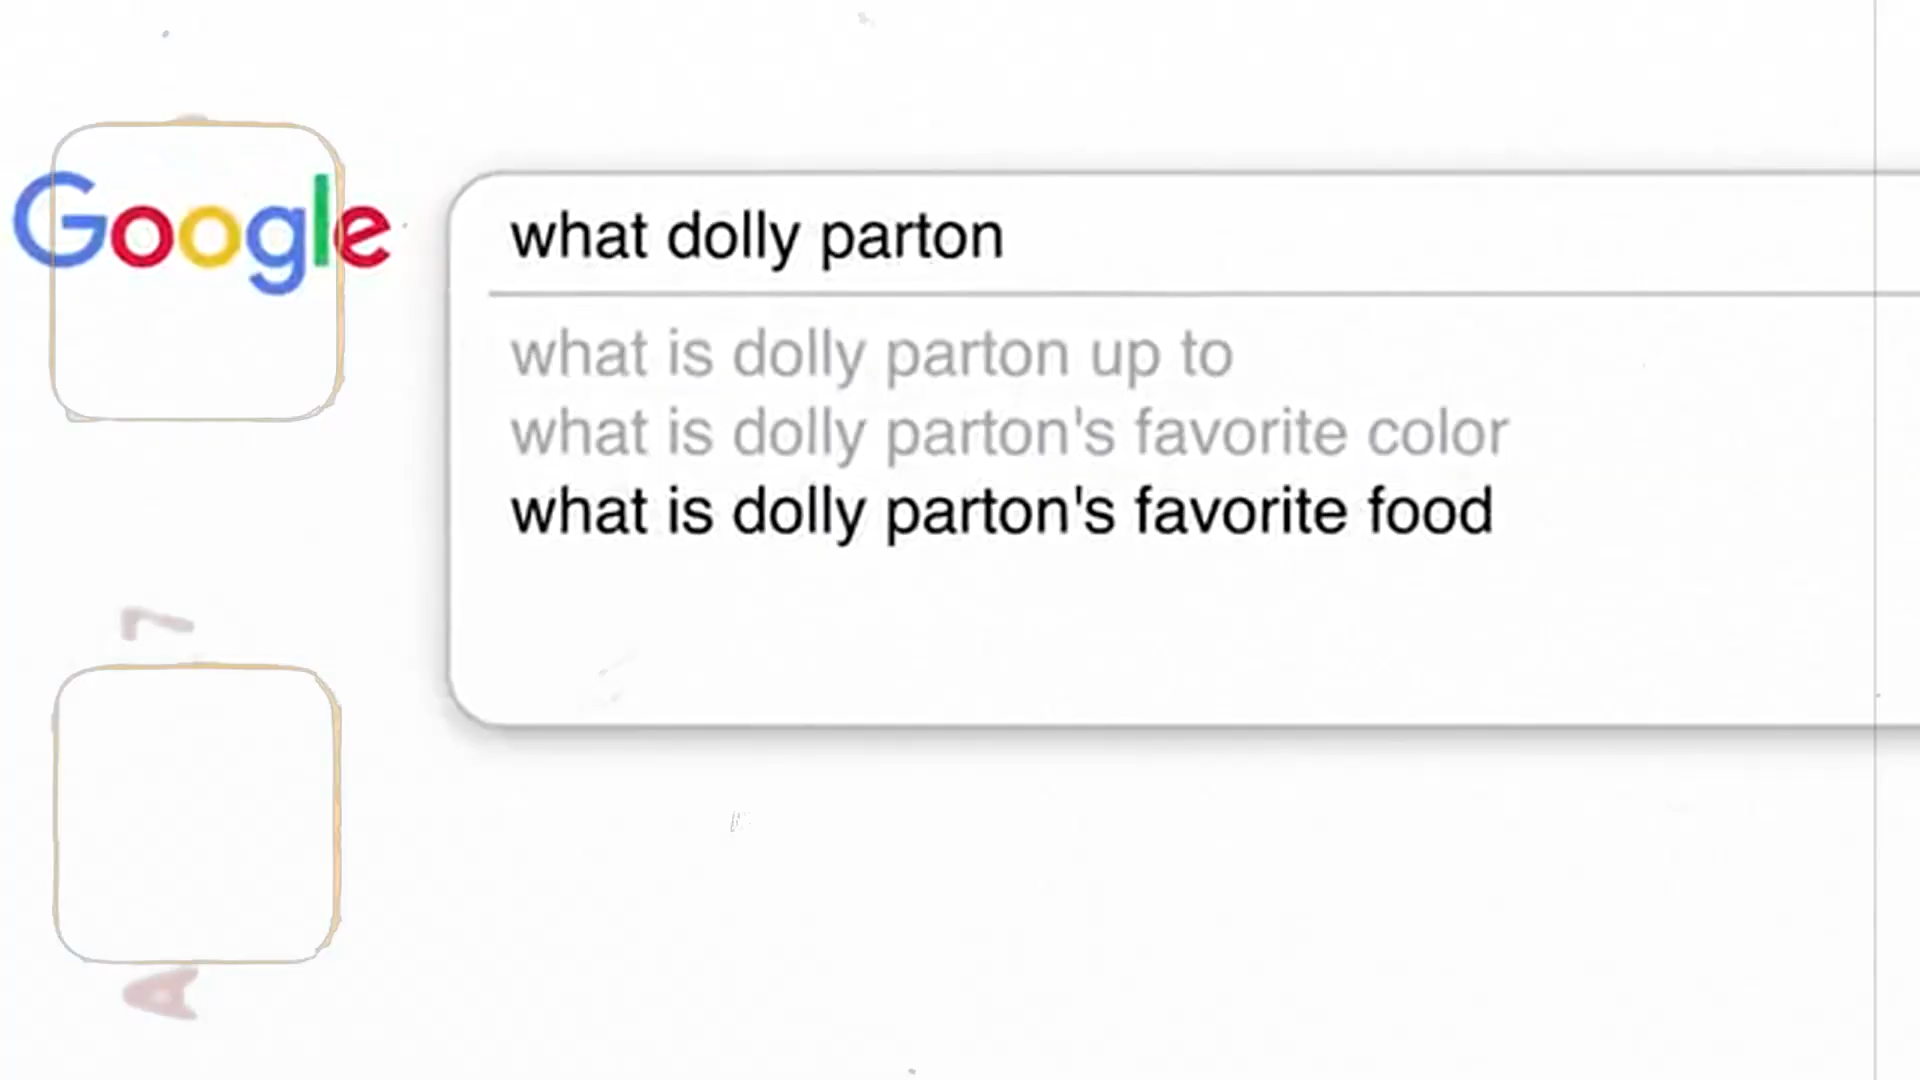 Google
what dolly parton
what is dolly parton up to
what is dolly parton's favorite color
what is dolly parton's favorite food
7
A